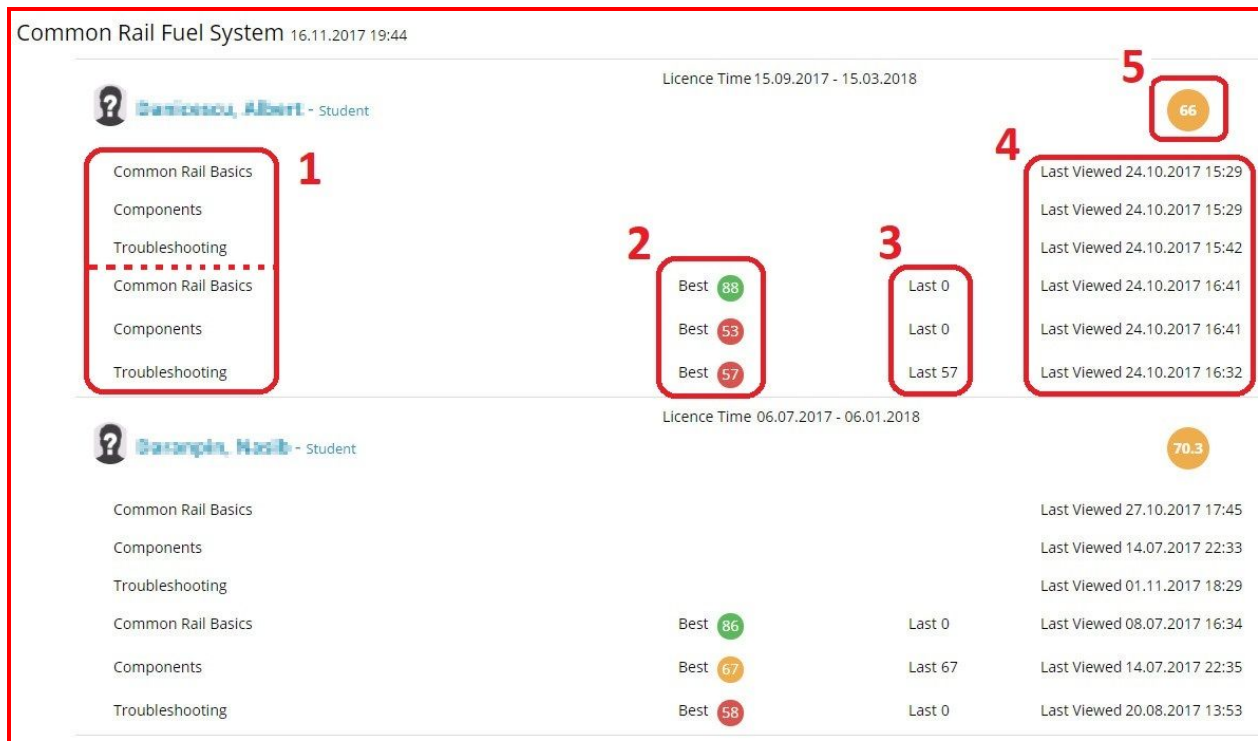 Common Rail Fuel System 16.11.2017 19:44
Licence Time 15.09.2017 - 15.03.2018
5
- Student
66
1
4
Common Rail Basics Last Viewed 24.10.2017 15:29
Components Last Viewed 24.10.2017 15:29
Troubleshooting Last Viewed 24.10.2017 15:42
2
3
Common Rail Basics Best 88 Last 0 Last Viewed 24.10.2017 16:41
Components Best 53 Last 0 Last Viewed 24.10.2017 16:41
Troubleshooting Best 57 Last 57 Last Viewed 24.10.2017 16:32
Licence Time 06.07.2017 - 06.01.2018
- Student
70.3
Common Rail Basics Last Viewed 27.10.2017 17:45
Components Last Viewed 14.07.2017 22:33
Troubleshooting Last Viewed 01.11.2017 18:29
Common Rail Basics Best 86 Last 0 Last Viewed 08.07.2017 16:34
Components Best 67 Last 67 Last Viewed 14.07.2017 22:35
Troubleshooting Best 58 Last 0 Last Viewed 20.08.2017 13:53